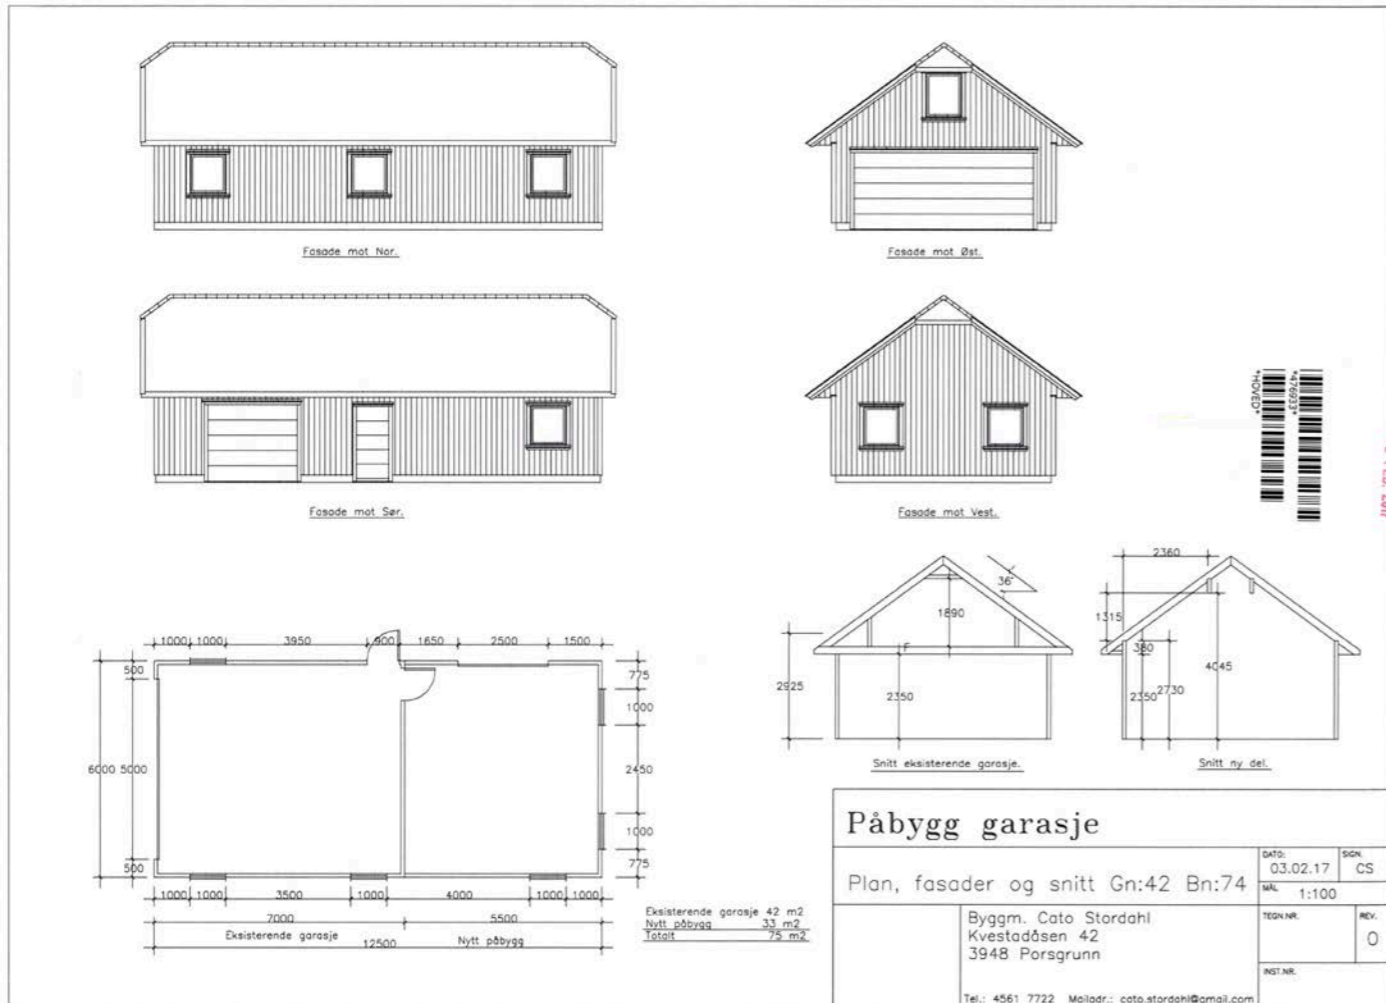 Fasade mot Nor.
Fasade mot Øst.
Fasade mot Sør.
Fasade mot Vest.
*HOVED*
*476933*
36°
1890
2925
2350
F
Snitt eksisterende garasje.
2360
1315
380
2350
2730
4045
Snitt ny del.
1000 1000 3950 900 1650 2500 1500
500
6000 5000
500
775
1000
2450
1000
775
1000 1000 3500 1000 4000 1000 1000
7000 5500
Eksisterende garasje
12500
Nytt påbygg
Eksisterende garasje 42 m2
Nytt påbygg 33 m2
Totalt 75 m2
Påbygg garasje
Plan, fasader og snitt Gn:42 Bn:74
DATO:
03.02.17
SIGN.
CS
MÅL
1:100
Byggm. Cato Stordahl
Kvestadåsen 42
3948 Porsgrunn
Tel.: 4561 7722 Mailadr.: cato.stordahl@gmail.com
TEGN.NR.
REV.
0
INST.NR.